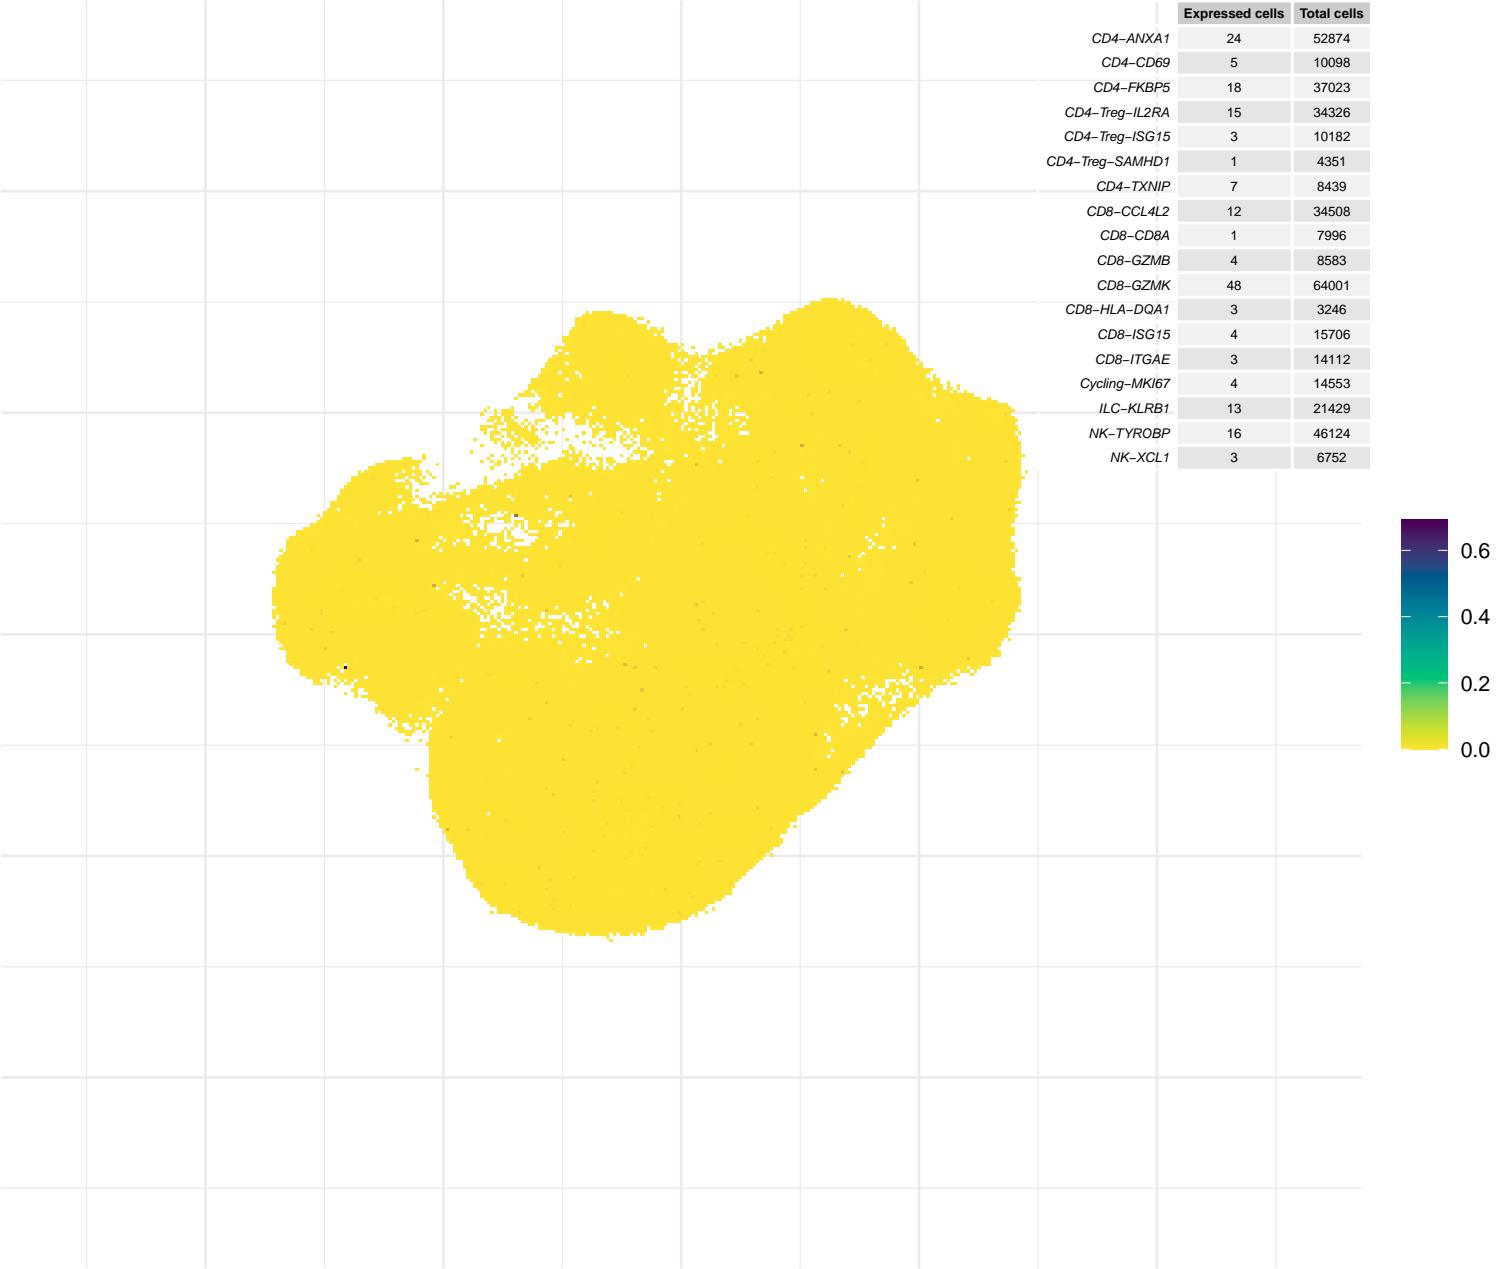 Expressed cells Total cells
CD4−ANXA1 24 52874
CD4−CD69 5 10098
CD4−FKBP5 18 37023
CD4−Treg−IL2RA 15 34326
CD4−Treg−ISG15 3 10182
CD4−Treg−SAMHD1 1 4351
CD4−TXNIP 7 8439
CD8−CCL4L2 12 34508
CD8−CD8A 1 7996
CD8−GZMB 4 8583
CD8−GZMK 48 64001
CD8−HLA−DQA1 3 3246
CD8−ISG15 4 15706
CD8−ITGAE 3 14112
Cycling−MKI67 4 14553
ILC−KLRB1 13 21429
NK−TYROBP 16 46124
NK−XCL1 3 6752
0.6
0.4
0.2
0.0